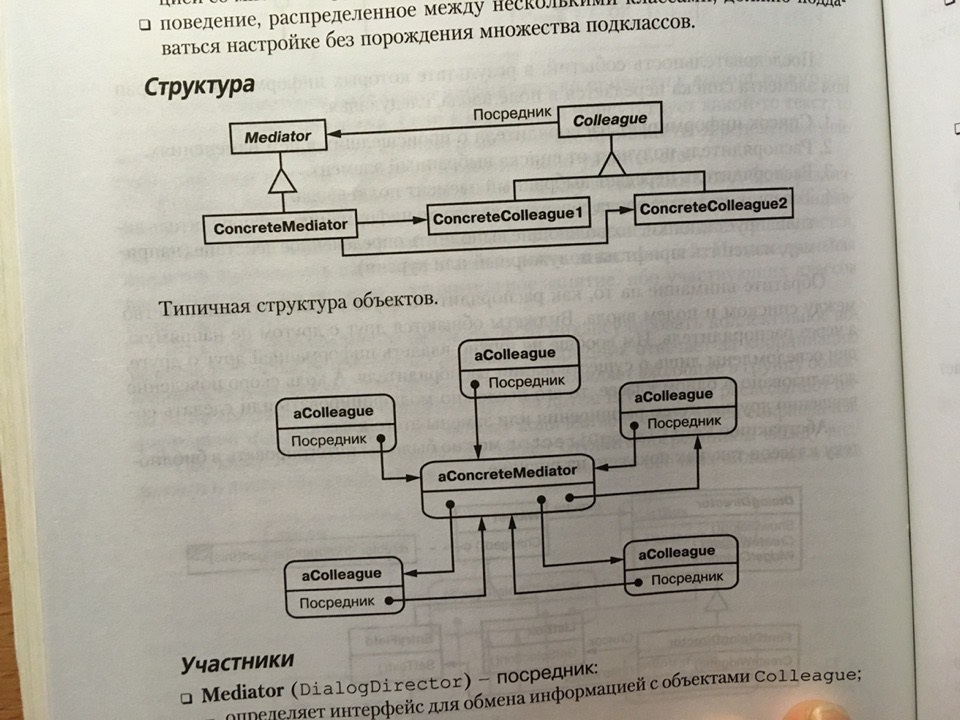 ❑ поведение, распределенное между несколькими классами, должно подда-
ваться настройке без порождения множества подклассов.
Структура
Посредник
Mediator
Colleague
ConcreteMediator
ConcreteColleague1
ConcreteColleague2
Типичная структура объектов.
aColleague
Посредник
aColleague
Посредник
aColleague
Посредник
aConcreteMediator
aColleague
Посредник
aColleague
Посредник
Участники
❑ Mediator (DialogDirector) – посредник:
определяет интерфейс для обмена информацией с объектами Colleague;